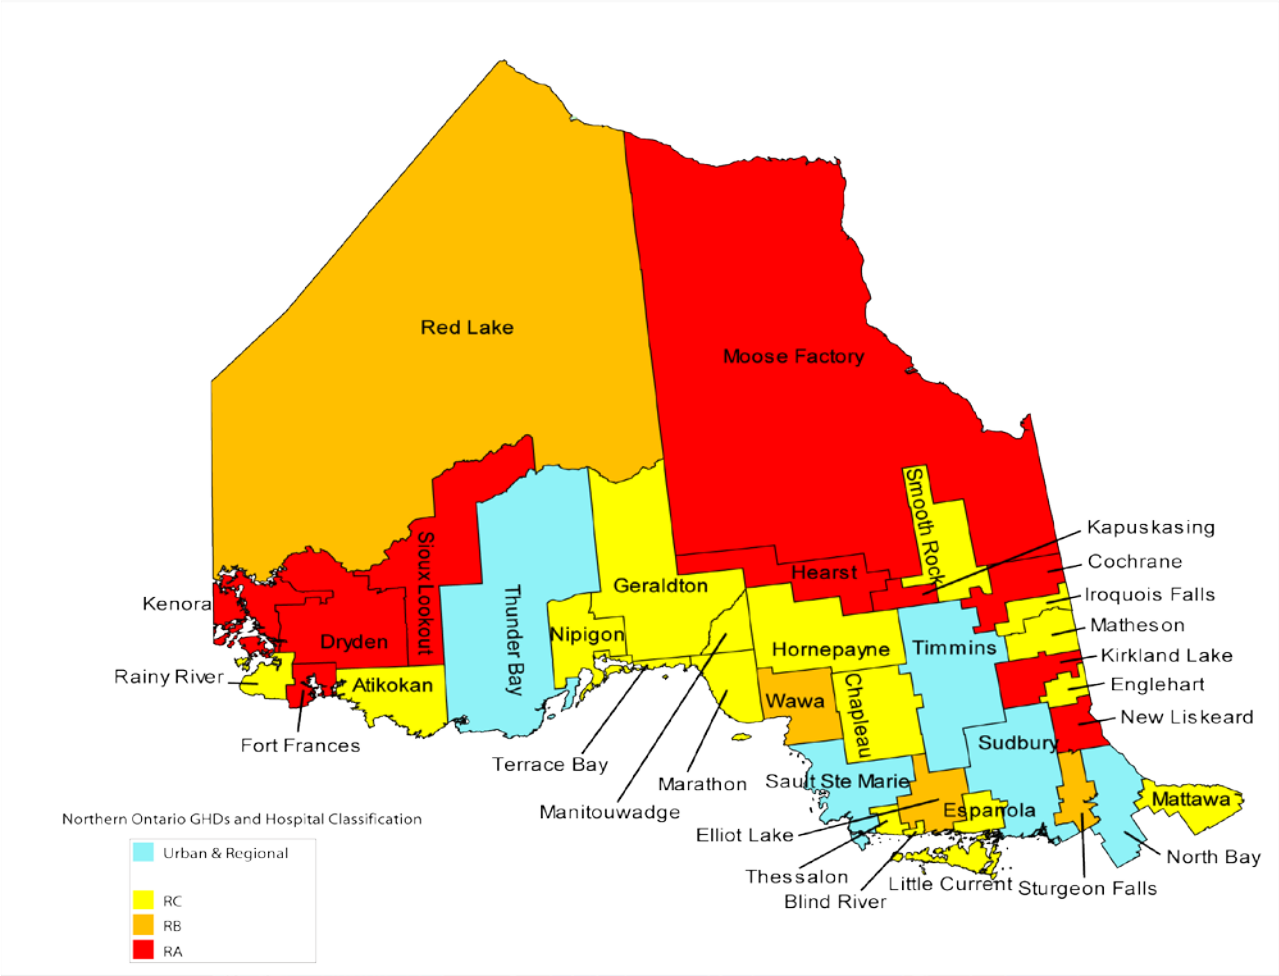 Red Lake
Moose Factory
Smooth Rock
Kapuskasing
Sioux Lookout
Cochrane
Hearst
Geraldton
Thunder Bay
Iroquois Falls
Kenora
Matheson
Dryden
Nipigon
Hornepayne
Timmins
Kirkland Lake
Rainy River
Atikokan
Englehart
Wawa
Chapleau
New Liskeard
Fort Frances
Sudbury
Terrace Bay
Marathon
Sault Ste Marie
Mattawa
Manitouwadge
Espanola
Elliot Lake
North Bay
Thessalon
Little Current
Sturgeon Falls
Blind River
Northern Ontario GHDs and Hospital Classification
Urban & Regional
RC
RB
RA